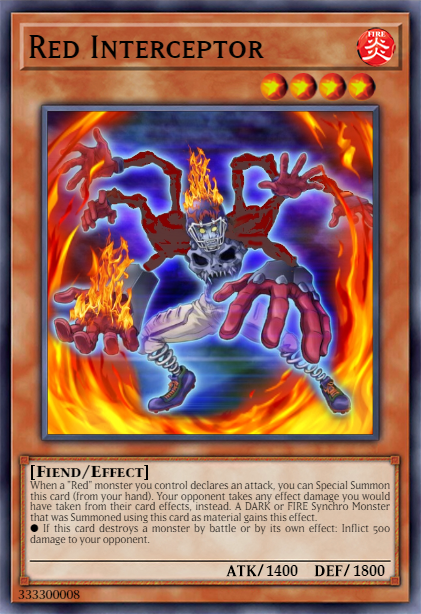 Red Interceptor
FIRE
炎
[Fiend/Effect]
When a "Red" monster you control declares an attack, you can Special Summon
this card (from your hand). Your opponent takes any effect damage you would
have taken from their card effects, instead. A DARK or FIRE Synchro Monster
that was Summoned using this card as material gains this effect.
● If this card destroys a monster by battle or by its own effect: Inflict 500
damage to your opponent.
ATK/1400 DEF/1800
333300008